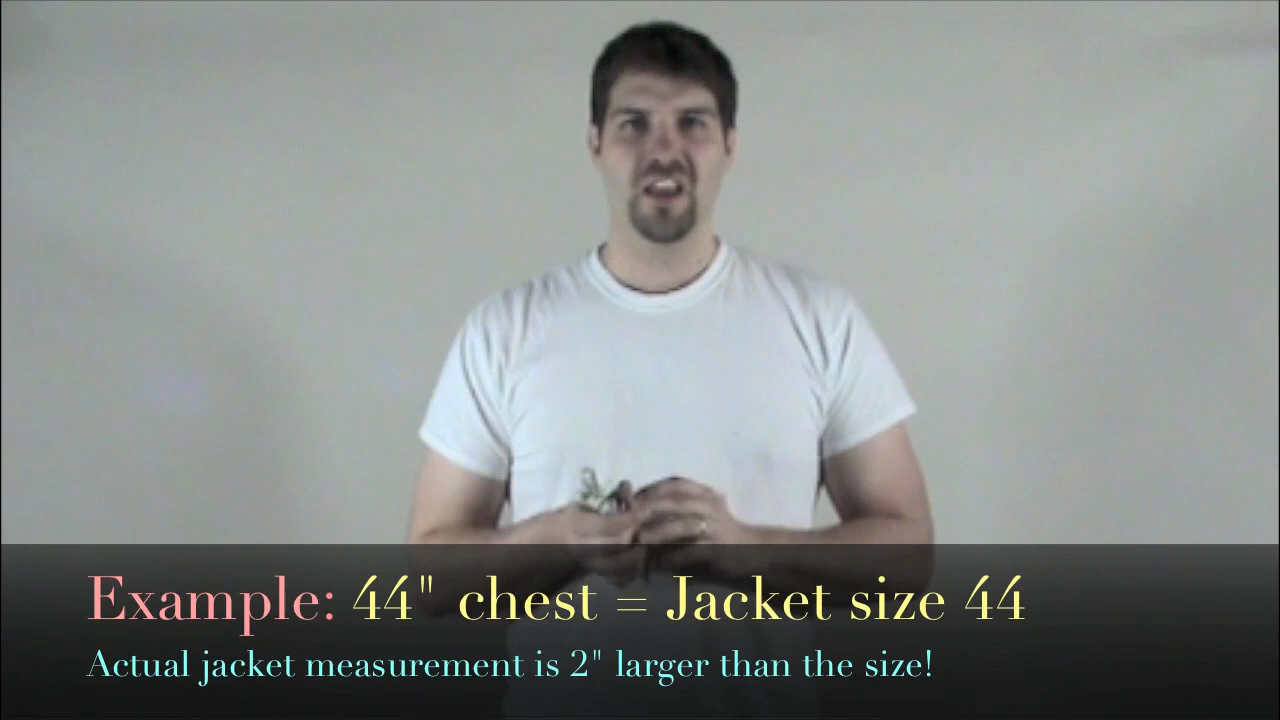 Example: 44" chest = Jacket size 44
Actual jacket measurement is 2" larger than the size!